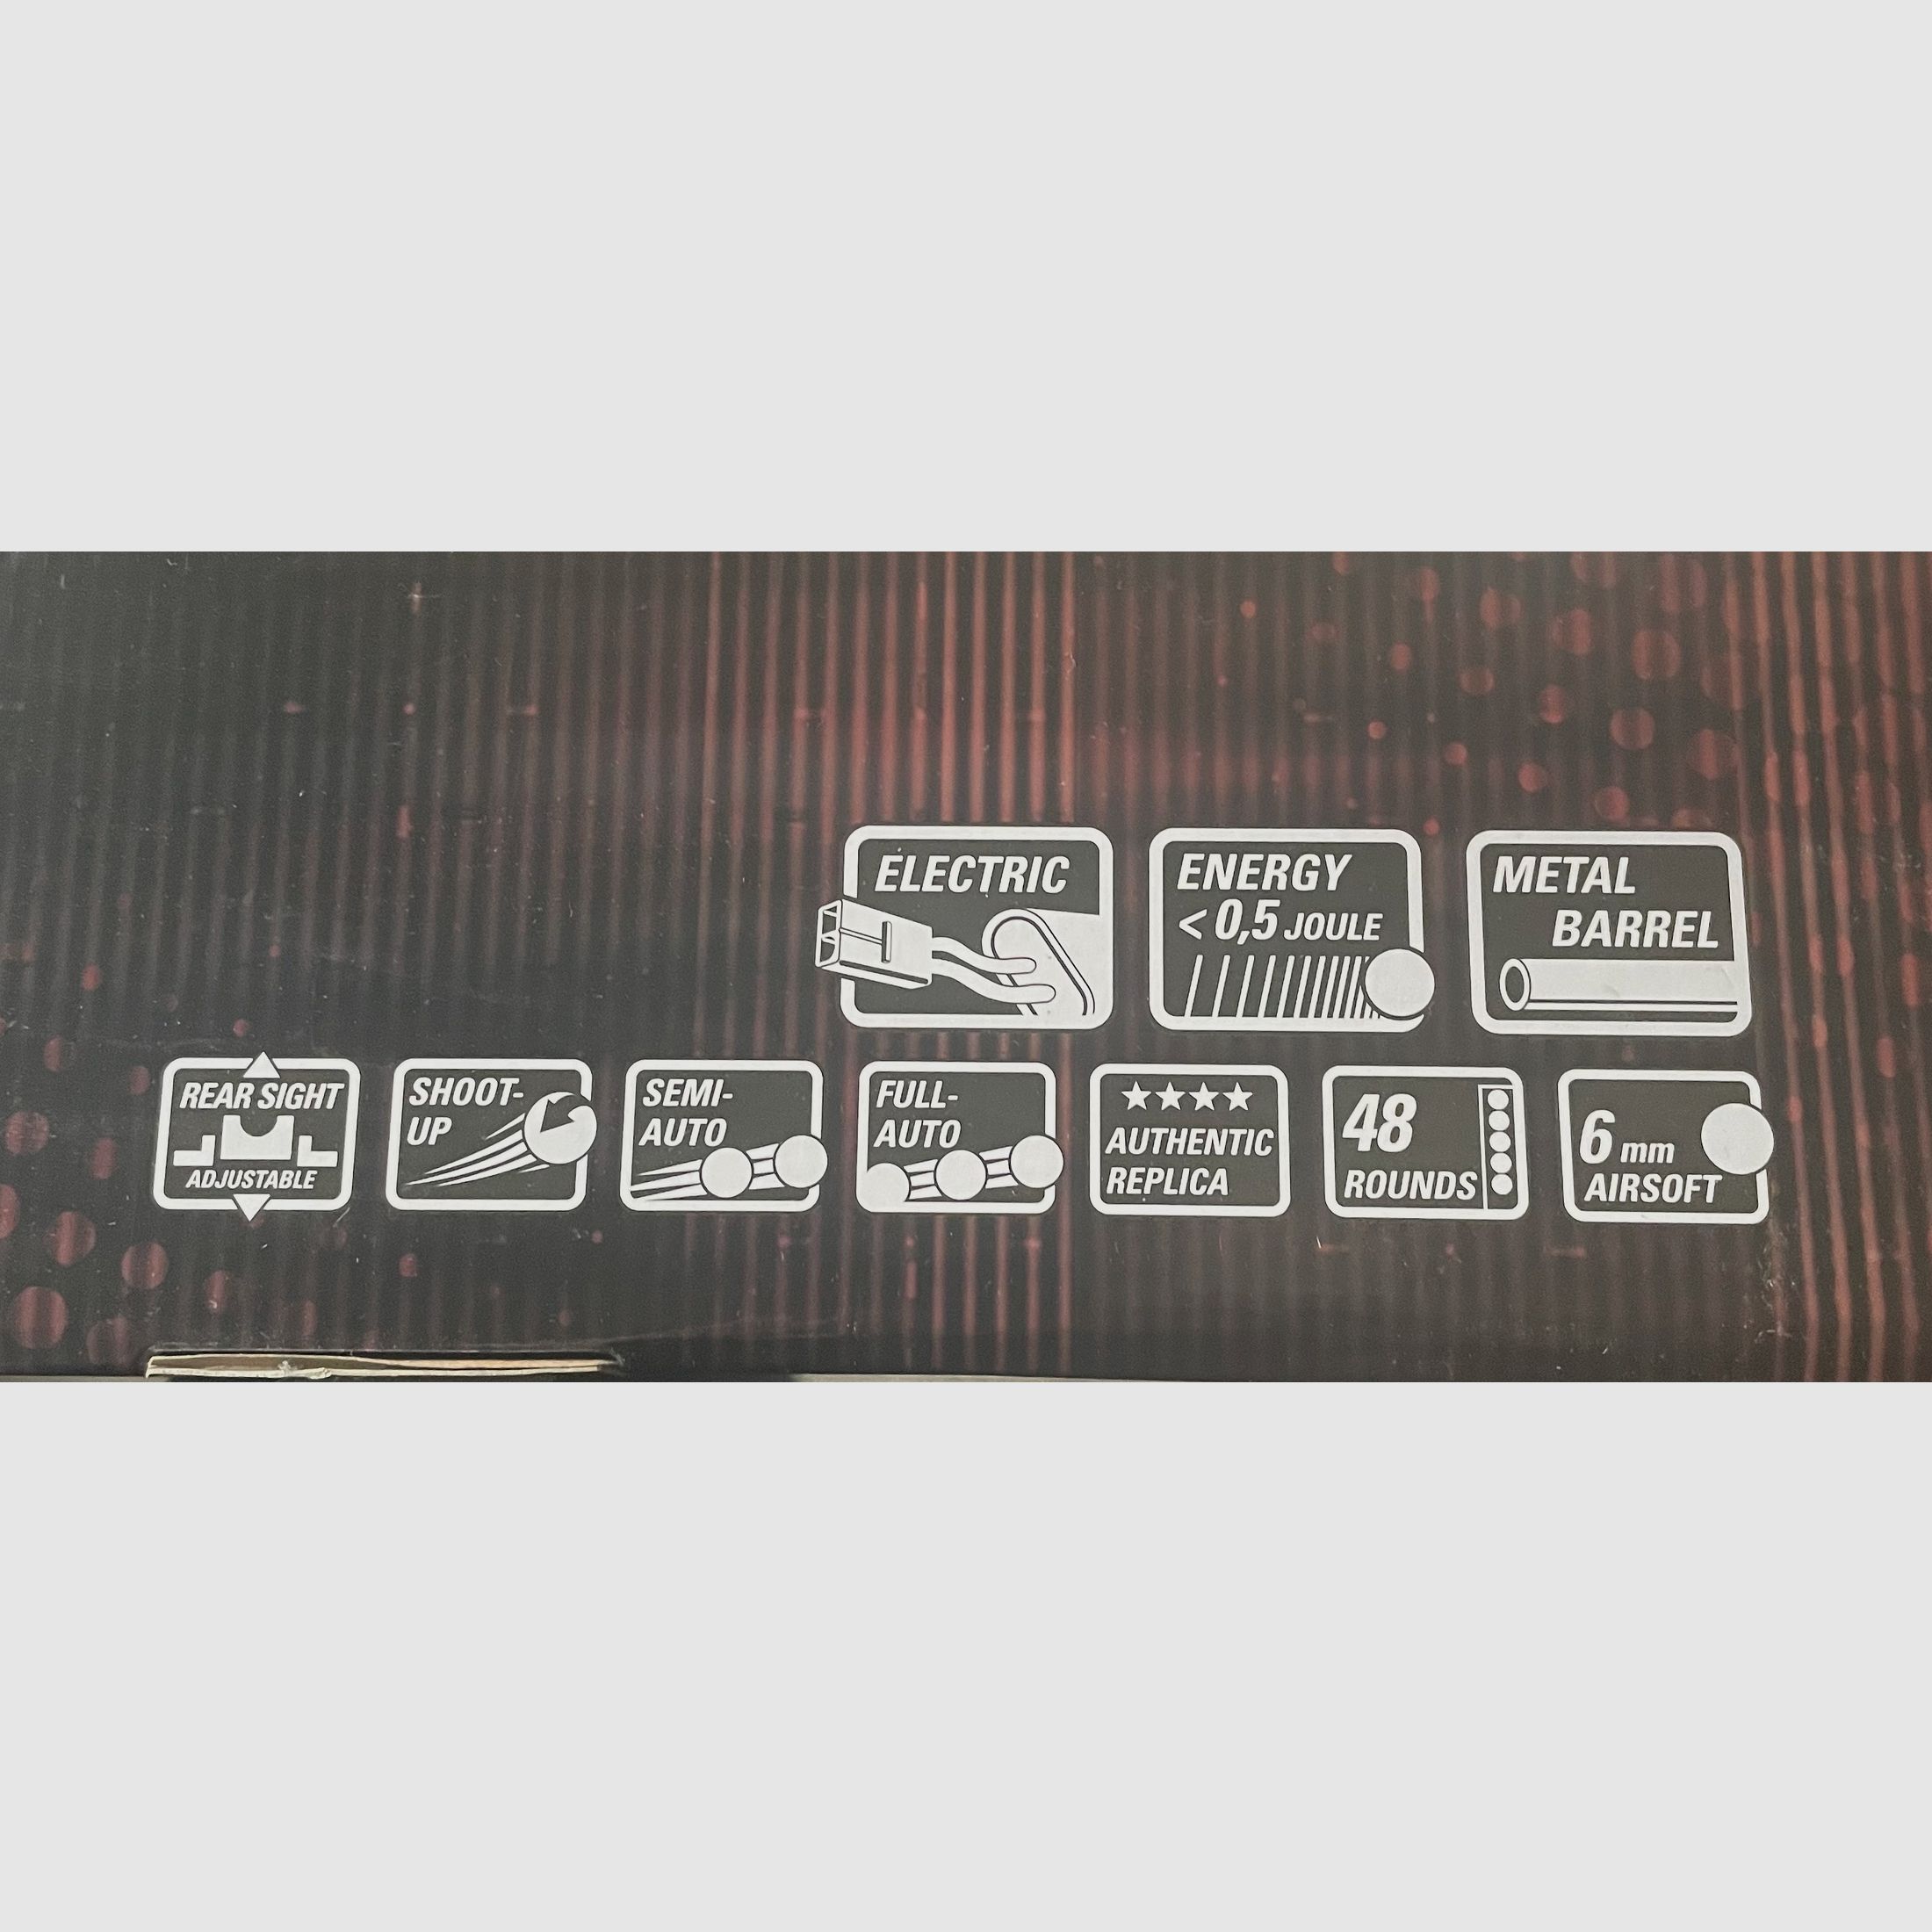 ELECTRIC
ENERGY
< 0,5 JOULE
METAL
BARREL
REAR SIGHT
ADJUSTABLE
SHOOT-
UP
SEMI-
AUTO
FULL-
AUTO
AUTHENTIC
REPLICA
48
ROUNDS
6 mm
AIRSOFT